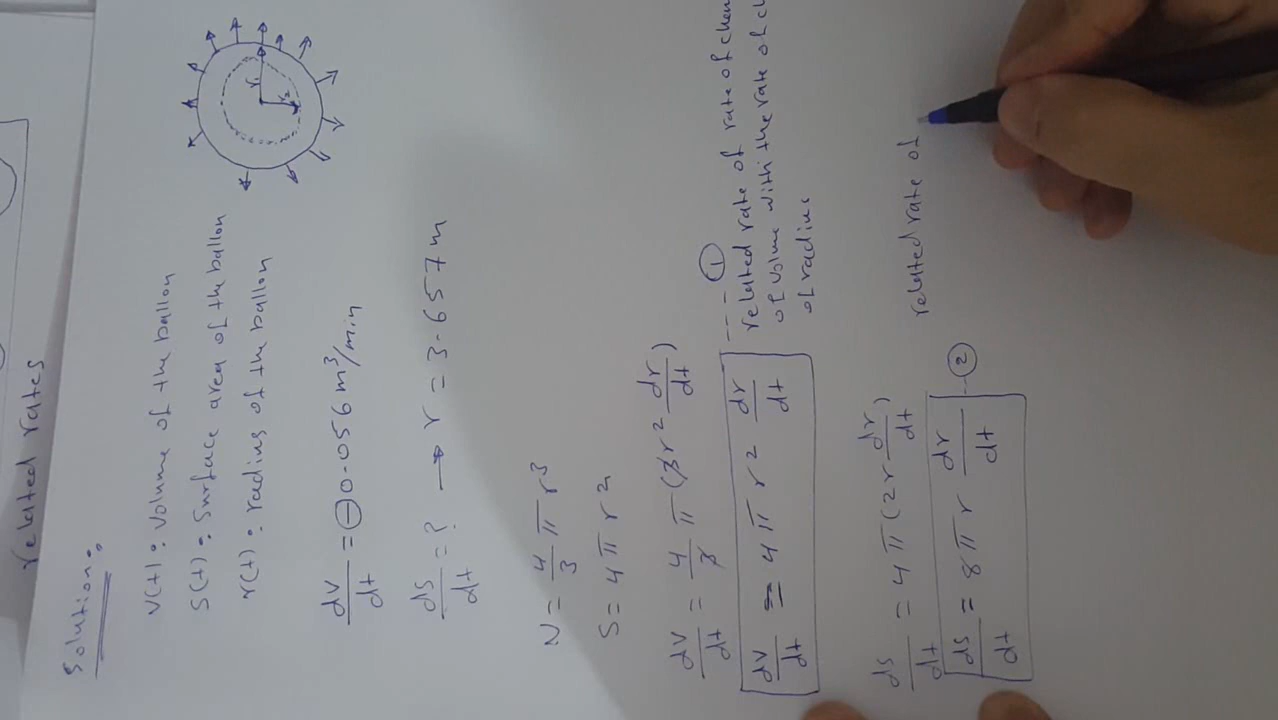 related rates
Solution:
V(t): Volume of the ballon
S(t): Surface area of the ballon
r(t): radius of the ballon
r₁
r₂
dV/dt = ⊖0.056 m³/min
ds/dt = ? → r = 3.657 m
V = 4/3 π r³
S = 4 π r²
dV/dt = 4/3 π (3r² dr/dt)
dV/dt = 4 π r² dr/dt --- ①
related rate of rate of
of volume with the rate of
of radius
ds/dt = 4 π (2r dr/dt)
ds/dt = 8 π r dr/dt --- ②
related rate of